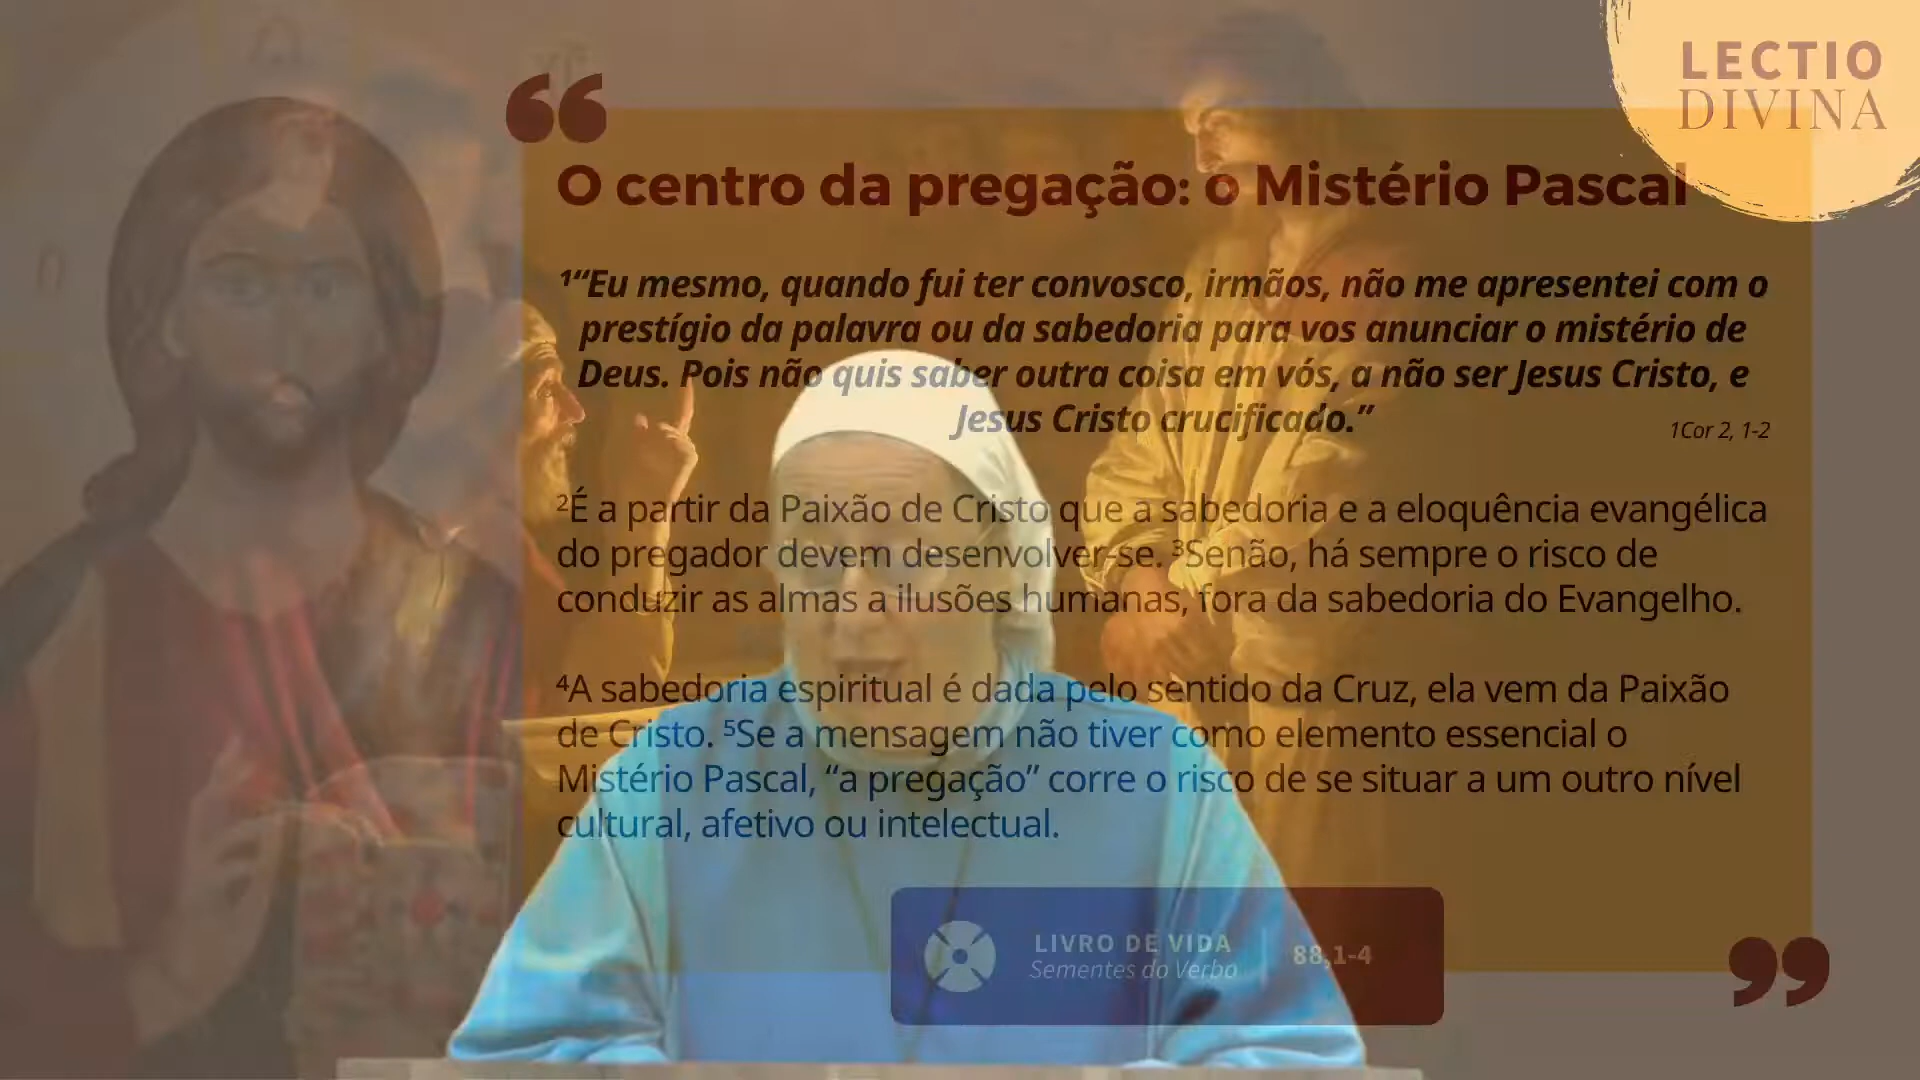 LECTIO
DIVINA
O centro da pregação: o Mistério Pascal
¹“Eu mesmo, quando fui ter convosco, irmãos, não me apresentei com o
prestígio da palavra ou da sabedoria para vos anunciar o mistério de
Deus. Pois não quis saber outra coisa em vós, a não ser Jesus Cristo, e
Jesus Cristo crucificado.”
1Cor 2, 1-2
²É a partir da Paixão de Cristo que a sabedoria e a eloquência evangélica
do pregador devem desenvolver-se. ³Senão, há sempre o risco de
conduzir as almas a ilusões humanas, fora da sabedoria do Evangelho.
⁴A sabedoria espiritual é dada pelo sentido da Cruz, ela vem da Paixão
de Cristo. ⁵Se a mensagem não tiver como elemento essencial o
Mistério Pascal, “a pregação” corre o risco de se situar a um outro nível
cultural, afetivo ou intelectual.
LIVRO DE VIDA
Sementes do Verbo
88,1-4